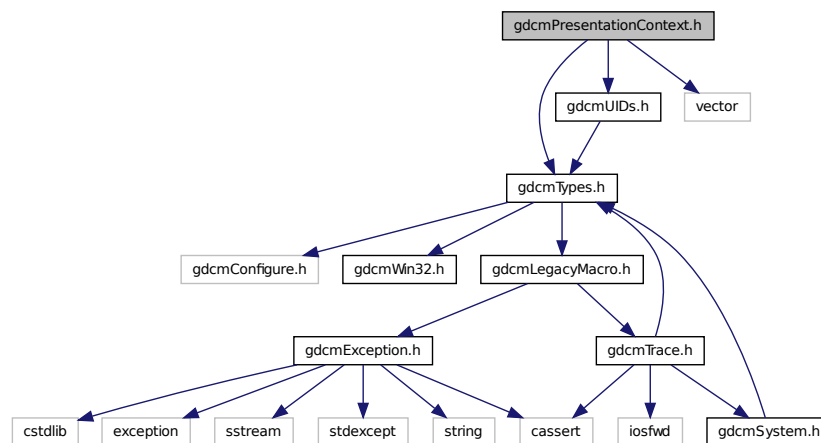 gdcmPresentationContext.h
gdcmUIDs.h
vector
gdcmTypes.h
gdcmConfigure.h
gdcmWin32.h
gdcmLegacyMacro.h
gdcmException.h
gdcmTrace.h
cstdlib
exception
sstream
stdexcept
string
cassert
iosfwd
gdcmSystem.h